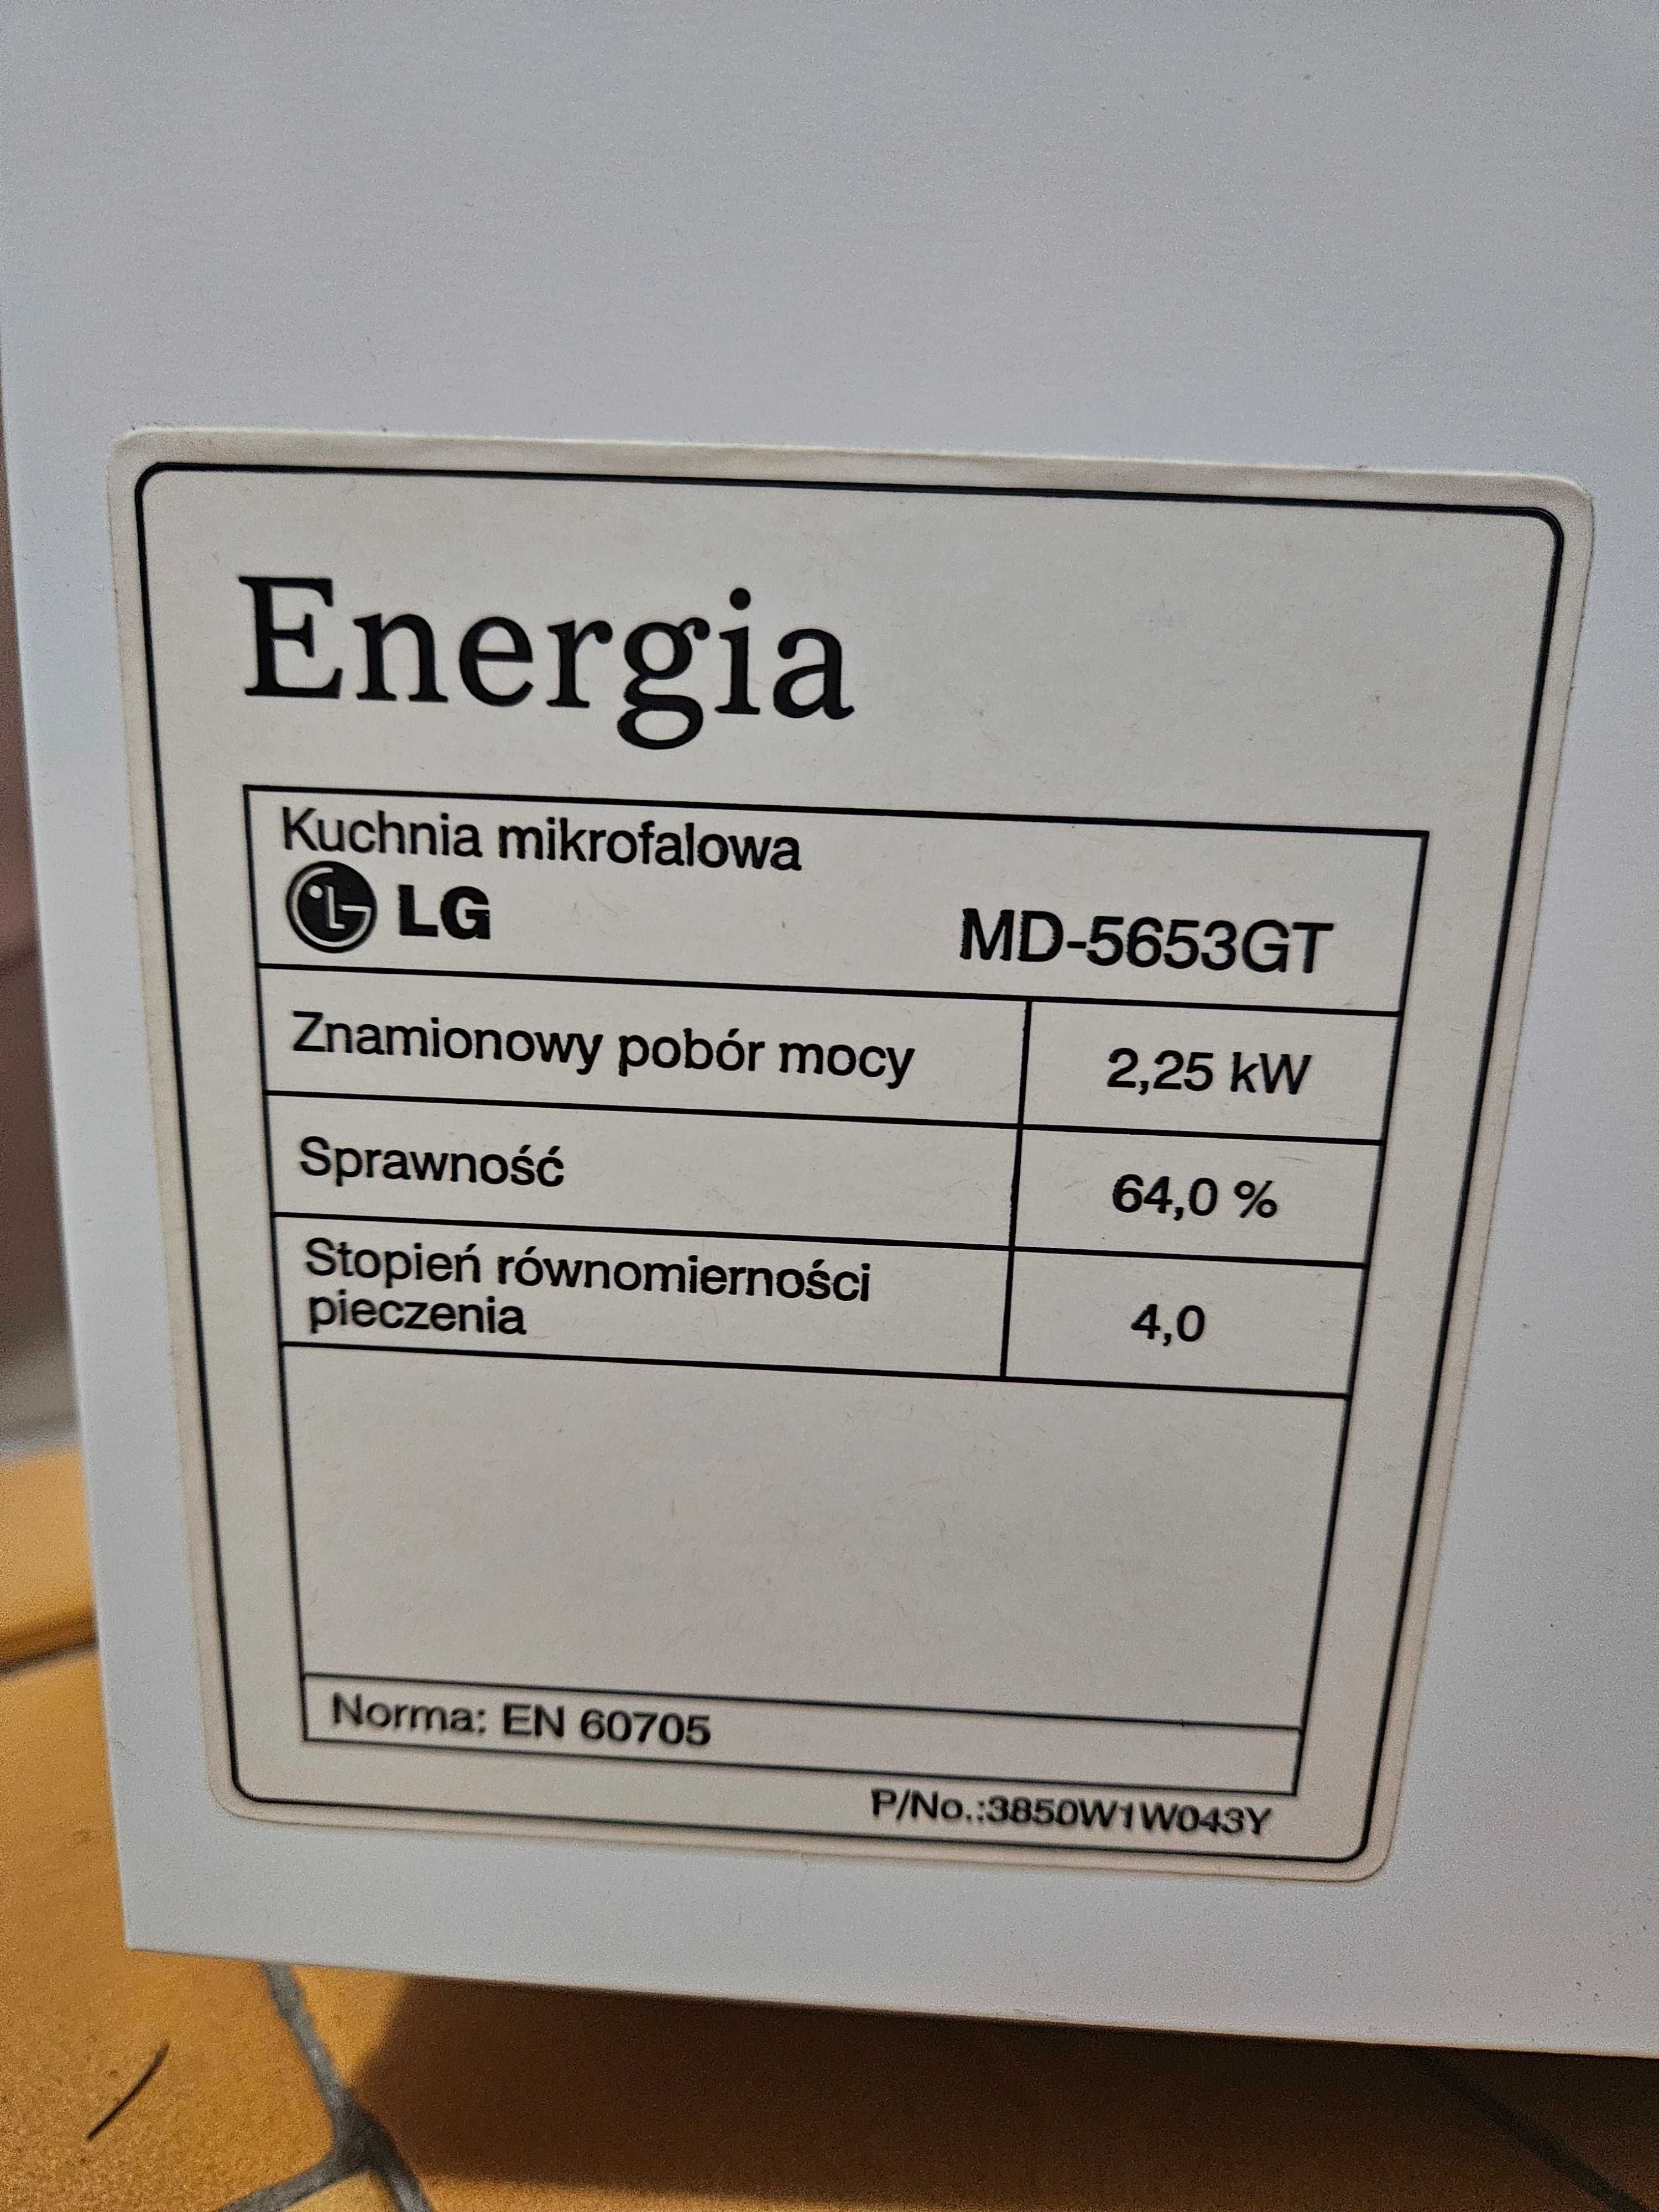 Energia
Kuchnia mikrofalowa
LG MD-5653GT
Znamionowy pobór mocy 2,25 kW
Sprawność 64,0 %
Stopień równomierności
pieczenia 4,0
Norma: EN 60705
P/No.:3850W1W043Y